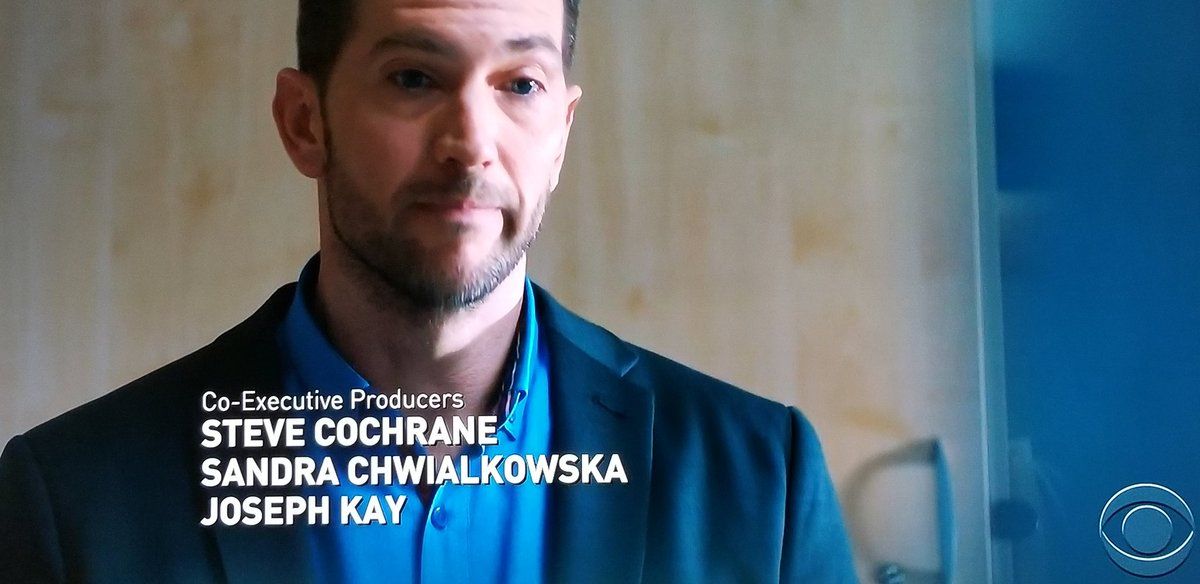 Co-Executive Producers
STEVE COCHRANE
SANDRA CHWIALKOWSKA
JOSEPH KAY